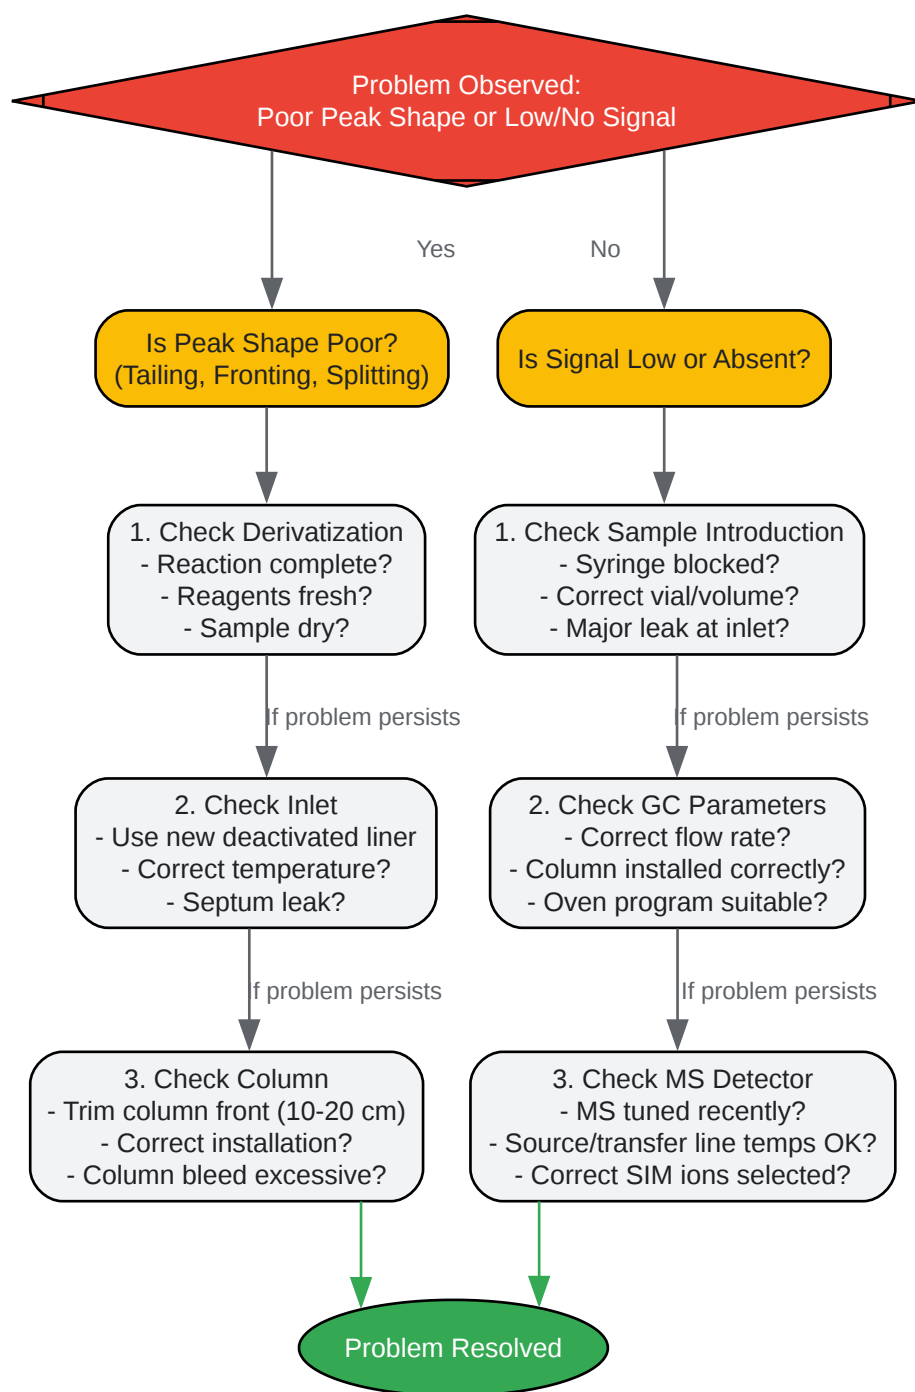 Problem Observed:
Poor Peak Shape or Low/No Signal
Yes
No
Is Peak Shape Poor?
(Tailing, Fronting, Splitting)
Is Signal Low or Absent?
1. Check Derivatization
- Reaction complete?
- Reagents fresh?
- Sample dry?
1. Check Sample Introduction
- Syringe blocked?
- Correct vial/volume?
- Major leak at inlet?
If problem persists
If problem persists
2. Check Inlet
- Use new deactivated liner
- Correct temperature?
- Septum leak?
2. Check GC Parameters
- Correct flow rate?
- Column installed correctly?
- Oven program suitable?
If problem persists
If problem persists
3. Check Column
- Trim column front (10-20 cm)
- Correct installation?
- Column bleed excessive?
3. Check MS Detector
- MS tuned recently?
- Source/transfer line temps OK?
- Correct SIM ions selected?
Problem Resolved